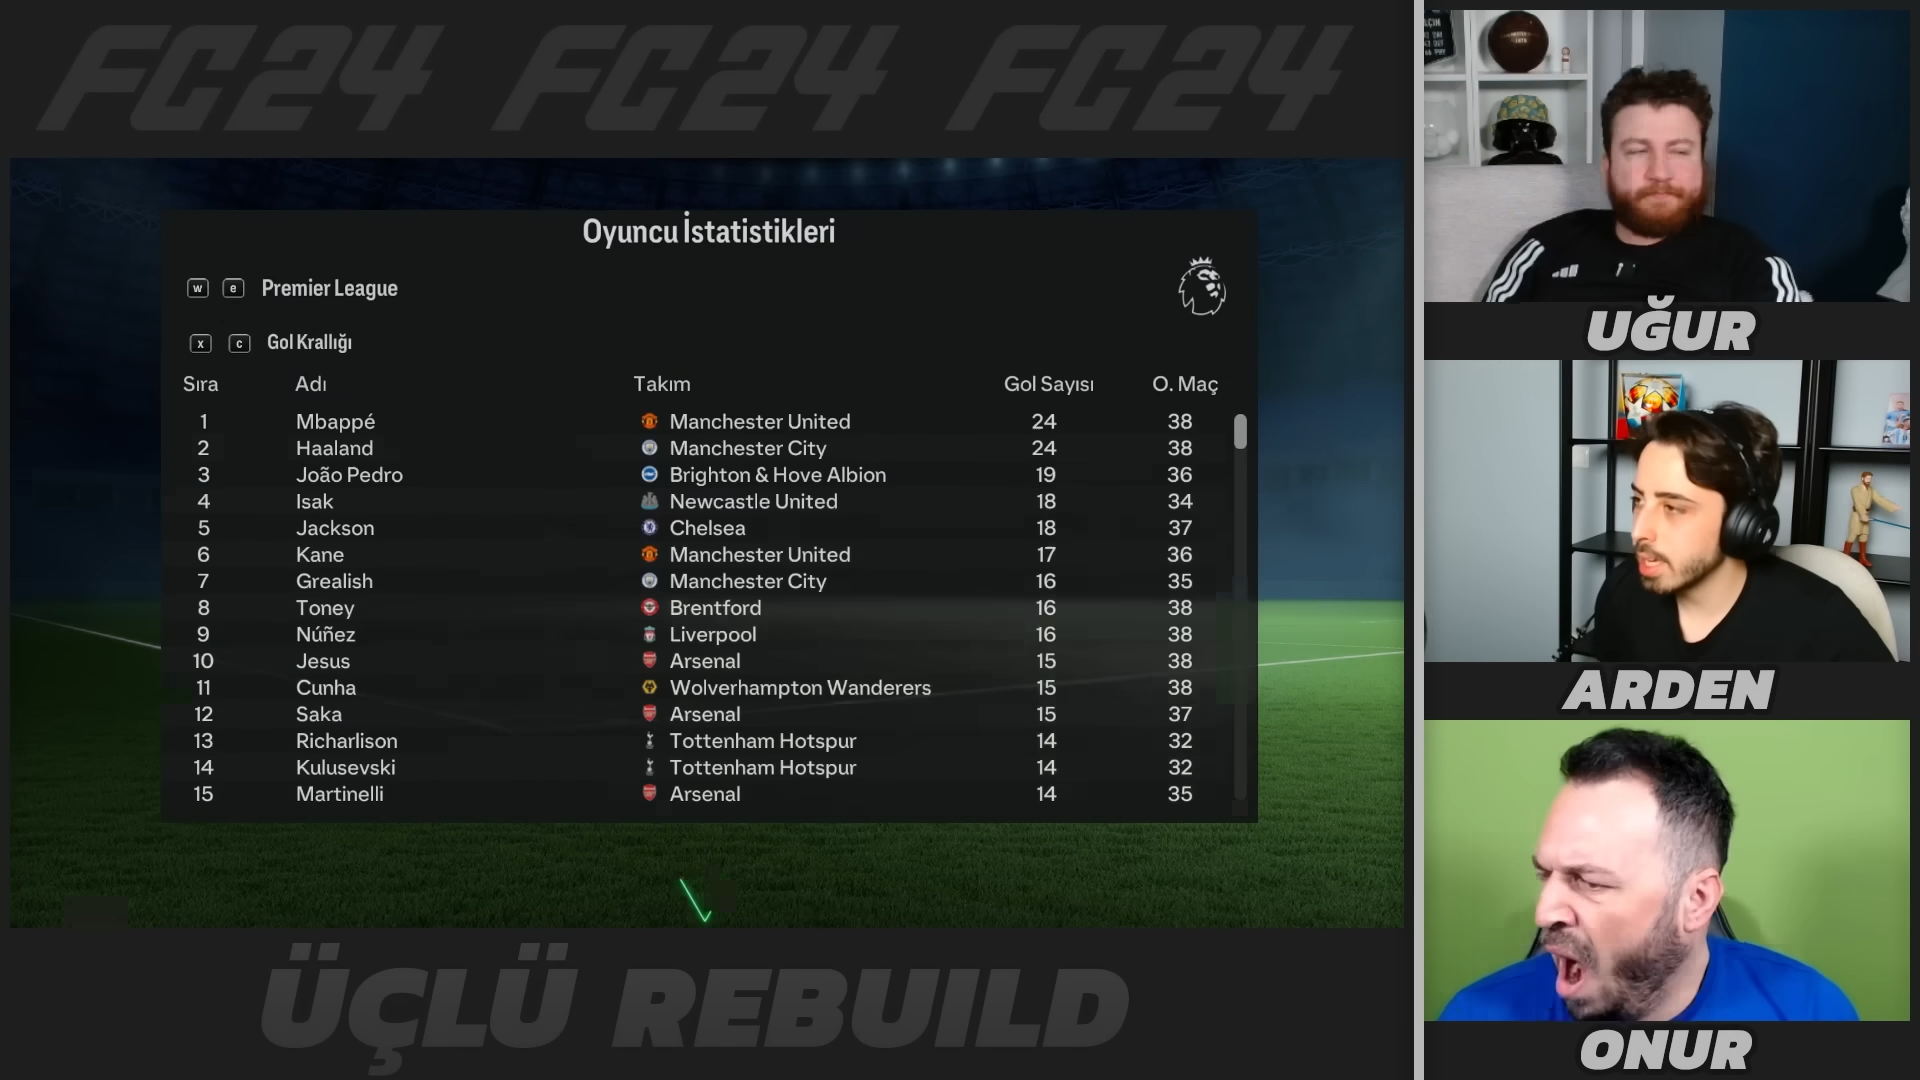 FC24 FC24 FC24
Oyuncu İstatistikleri
w e Premier League
x c Gol Krallığı
Sıra Adı Takım Gol Sayısı O. Maç
1 Mbappé Manchester United 24 38
2 Haaland Manchester City 24 38
3 João Pedro Brighton & Hove Albion 19 36
4 Isak Newcastle United 18 34
5 Jackson Chelsea 18 37
6 Kane Manchester United 17 36
7 Grealish Manchester City 16 35
8 Toney Brentford 16 38
9 Núñez Liverpool 16 38
10 Jesus Arsenal 15 38
11 Cunha Wolverhampton Wanderers 15 38
12 Saka Arsenal 15 37
13 Richarlison Tottenham Hotspur 14 32
14 Kulusevski Tottenham Hotspur 14 32
15 Martinelli Arsenal 14 35
ÜÇLÜ REBUILD
UĞUR
ARDEN
ONUR